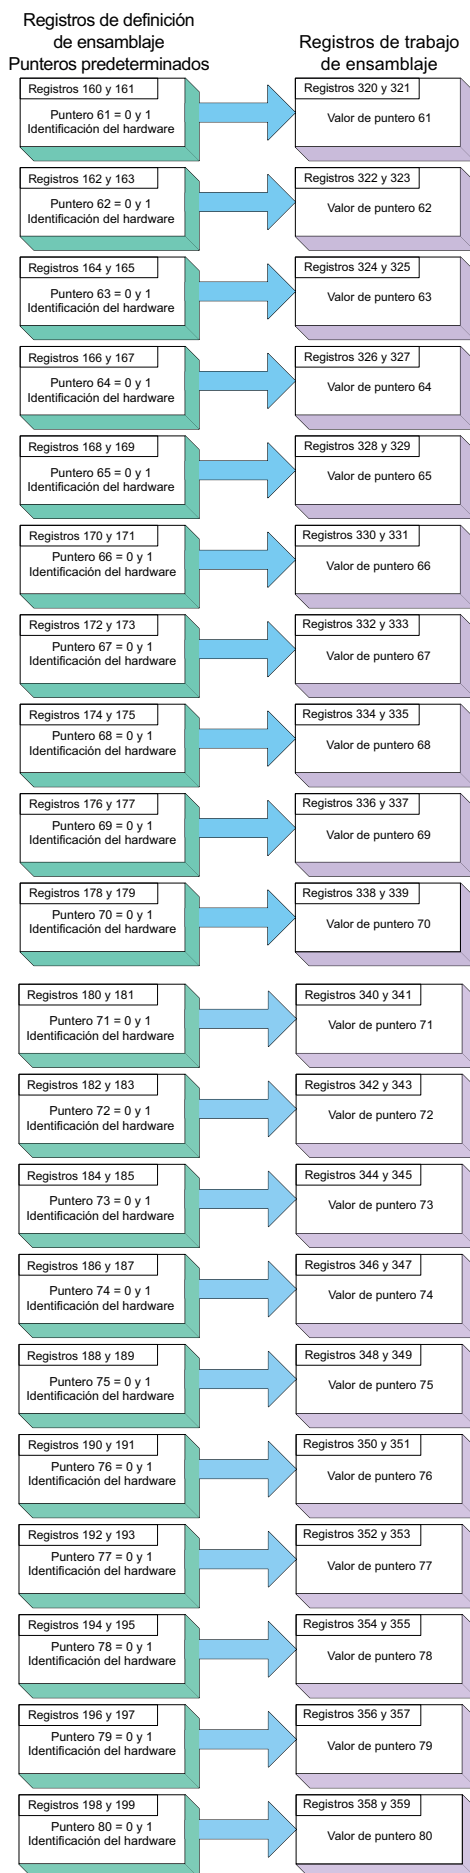 Registros de definición
de ensamblaje
Punteros predeterminados
Registros de trabajo
de ensamblaje
Registros 160 y 161
Puntero 61 = 0 y 1
Identificación del hardware
Registros 320 y 321
Valor de puntero 61
Registros 162 y 163
Puntero 62 = 0 y 1
Identificación del hardware
Registros 322 y 323
Valor de puntero 62
Registros 164 y 165
Puntero 63 = 0 y 1
Identificación del hardware
Registros 324 y 325
Valor de puntero 63
Registros 166 y 167
Puntero 64 = 0 y 1
Identificación del hardware
Registros 326 y 327
Valor de puntero 64
Registros 168 y 169
Puntero 65 = 0 y 1
Identificación del hardware
Registros 328 y 329
Valor de puntero 65
Registros 170 y 171
Puntero 66 = 0 y 1
Identificación del hardware
Registros 330 y 331
Valor de puntero 66
Registros 172 y 173
Puntero 67 = 0 y 1
Identificación del hardware
Registros 332 y 333
Valor de puntero 67
Registros 174 y 175
Puntero 68 = 0 y 1
Identificación del hardware
Registros 334 y 335
Valor de puntero 68
Registros 176 y 177
Puntero 69 = 0 y 1
Identificación del hardware
Registros 336 y 337
Valor de puntero 69
Registros 178 y 179
Puntero 70 = 0 y 1
Identificación del hardware
Registros 338 y 339
Valor de puntero 70
Registros 180 y 181
Puntero 71 = 0 y 1
Identificación del hardware
Registros 340 y 341
Valor de puntero 71
Registros 182 y 183
Puntero 72 = 0 y 1
Identificación del hardware
Registros 342 y 343
Valor de puntero 72
Registros 184 y 185
Puntero 73 = 0 y 1
Identificación del hardware
Registros 344 y 345
Valor de puntero 73
Registros 186 y 187
Puntero 74 = 0 y 1
Identificación del hardware
Registros 346 y 347
Valor de puntero 74
Registros 188 y 189
Puntero 75 = 0 y 1
Identificación del hardware
Registros 348 y 349
Valor de puntero 75
Registros 190 y 191
Puntero 76 = 0 y 1
Identificación del hardware
Registros 350 y 351
Valor de puntero 76
Registros 192 y 193
Puntero 77 = 0 y 1
Identificación del hardware
Registros 352 y 353
Valor de puntero 77
Registros 194 y 195
Puntero 78 = 0 y 1
Identificación del hardware
Registros 354 y 355
Valor de puntero 78
Registros 196 y 197
Puntero 79 = 0 y 1
Identificación del hardware
Registros 356 y 357
Valor de puntero 79
Registros 198 y 199
Puntero 80 = 0 y 1
Identificación del hardware
Registros 358 y 359
Valor de puntero 80